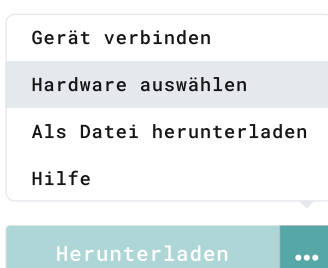 Gerät verbinden
Hardware auswählen
Als Datei herunterladen
Hilfe
Herunterladen